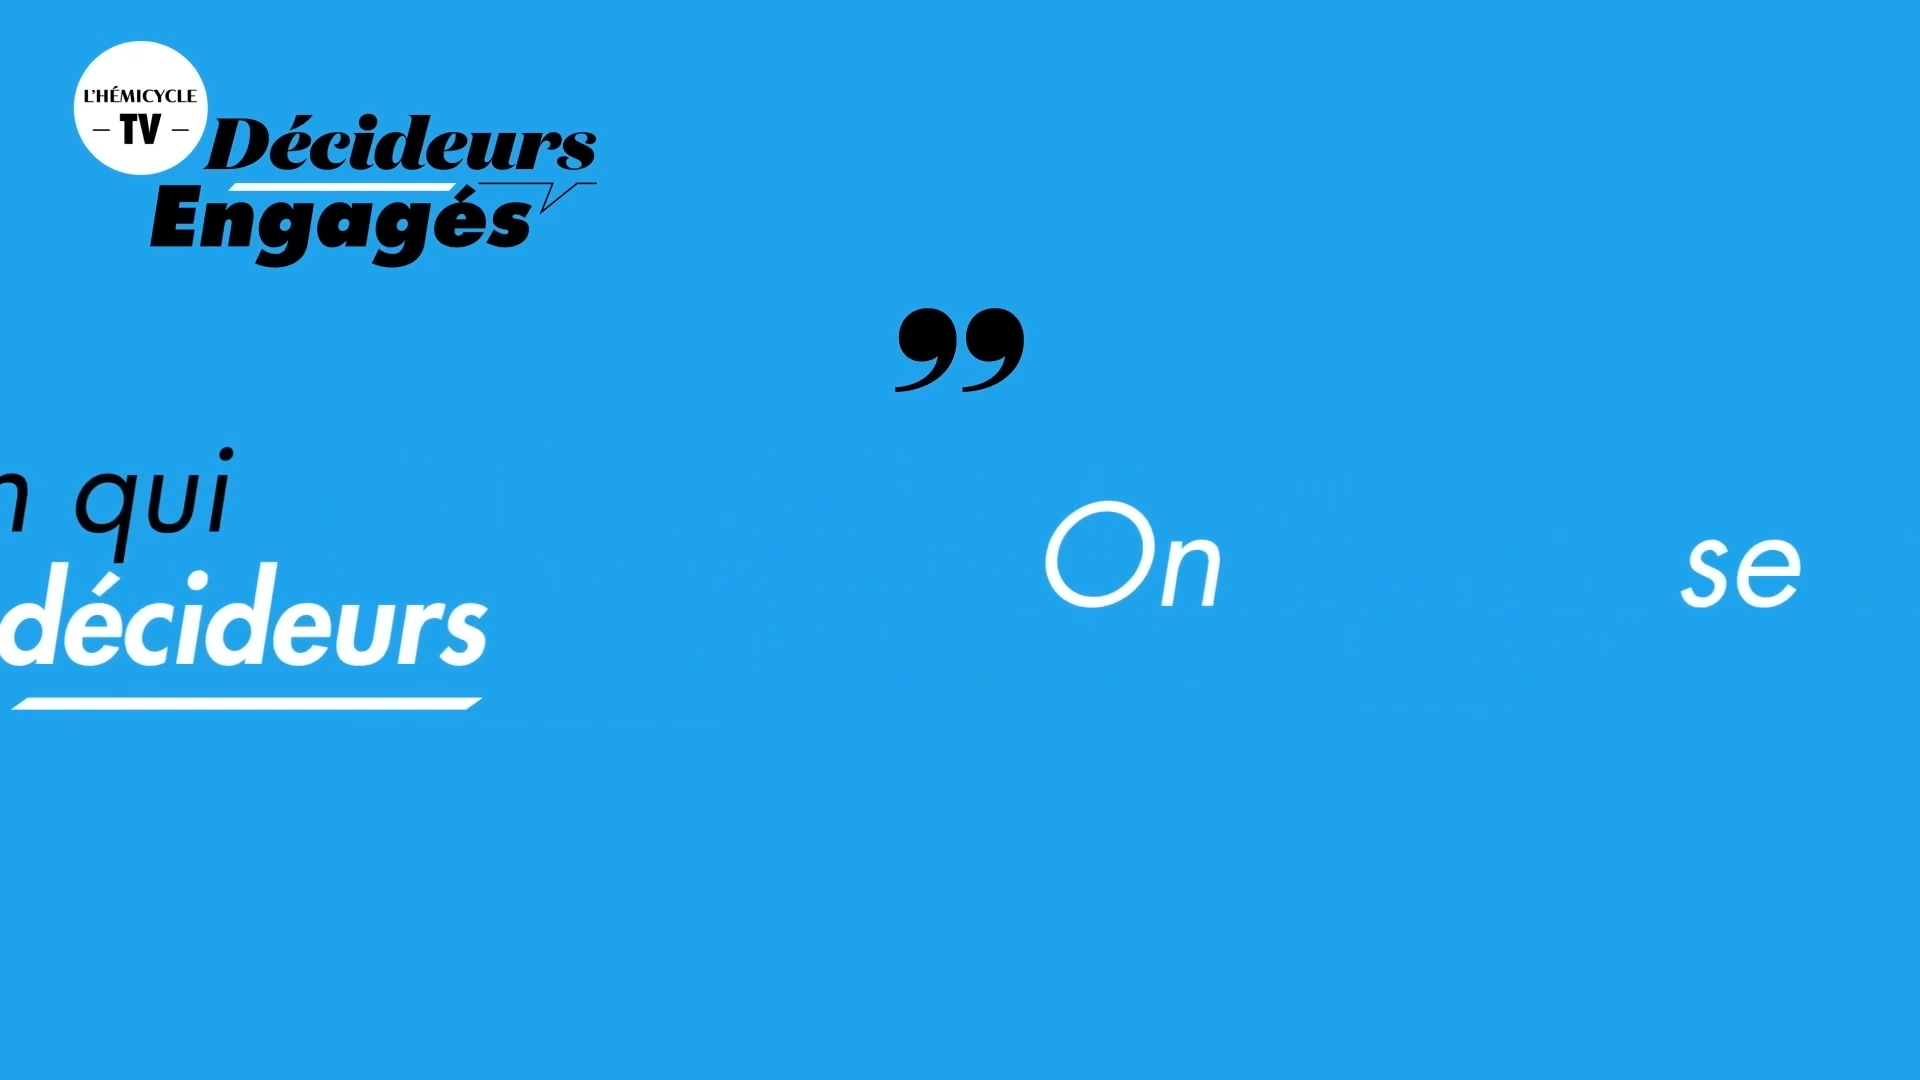 L'HÉMICYCLE
TV
Décideurs
Engagés
”
n qui
décideurs
On se